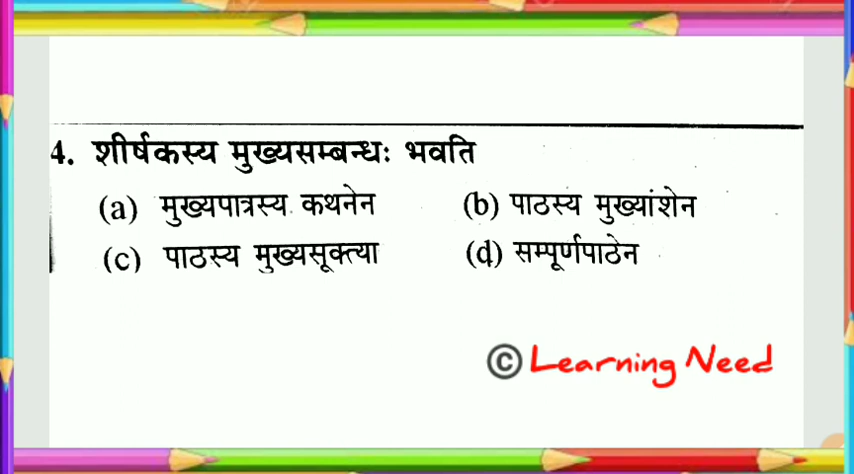 4. शीर्षकस्य मुख्यसम्बन्धः भवति
(a) मुख्यपात्रस्य कथनेन (b) पाठस्य मुख्यांशेन
(c) पाठस्य मुख्यसूक्त्या (d) सम्पूर्णपाठेन
© Learning Need